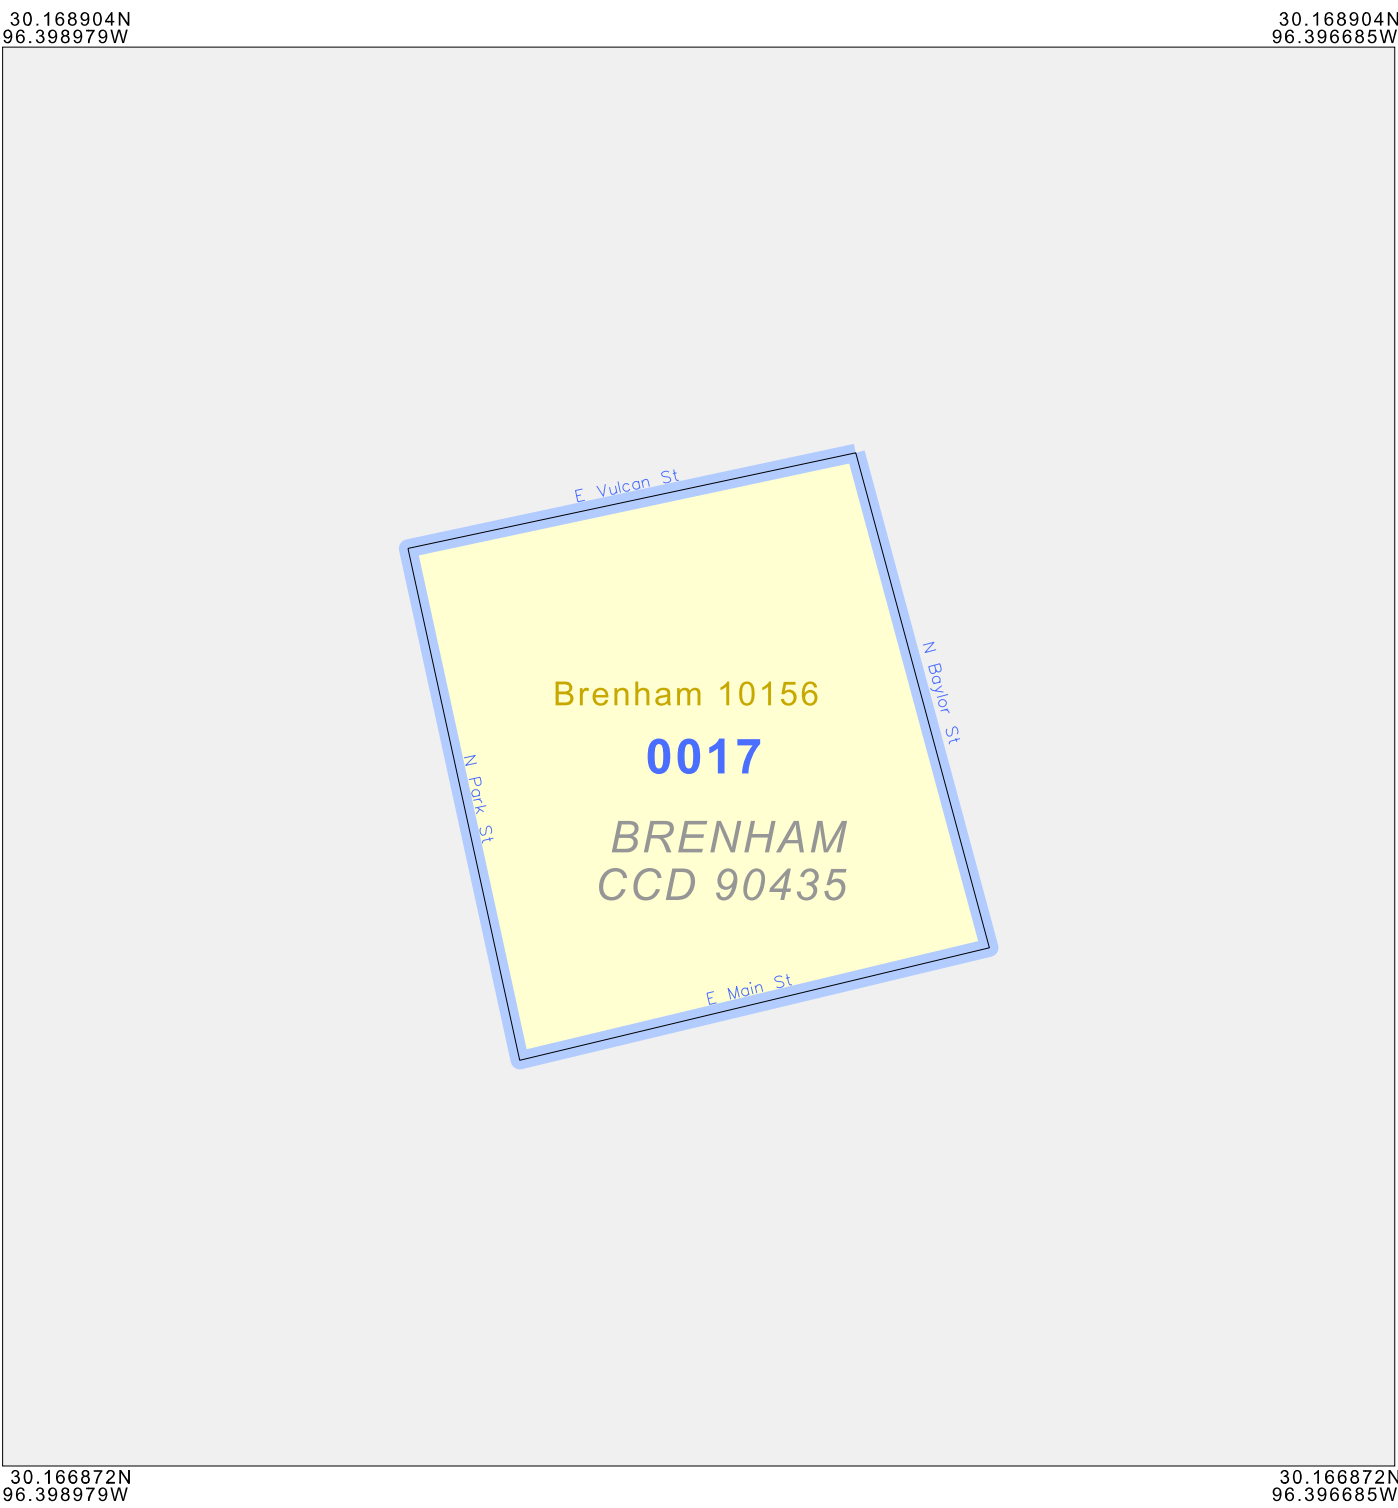 30.168904N
96.398979W
30.168904N
96.396685W
E Vulcan St
N Baylor St
Brenham 10156
0017
N Park St
BRENHAM
CCD 90435
E Main St
30.166872N
96.398979W
30.166872N
96.396685W